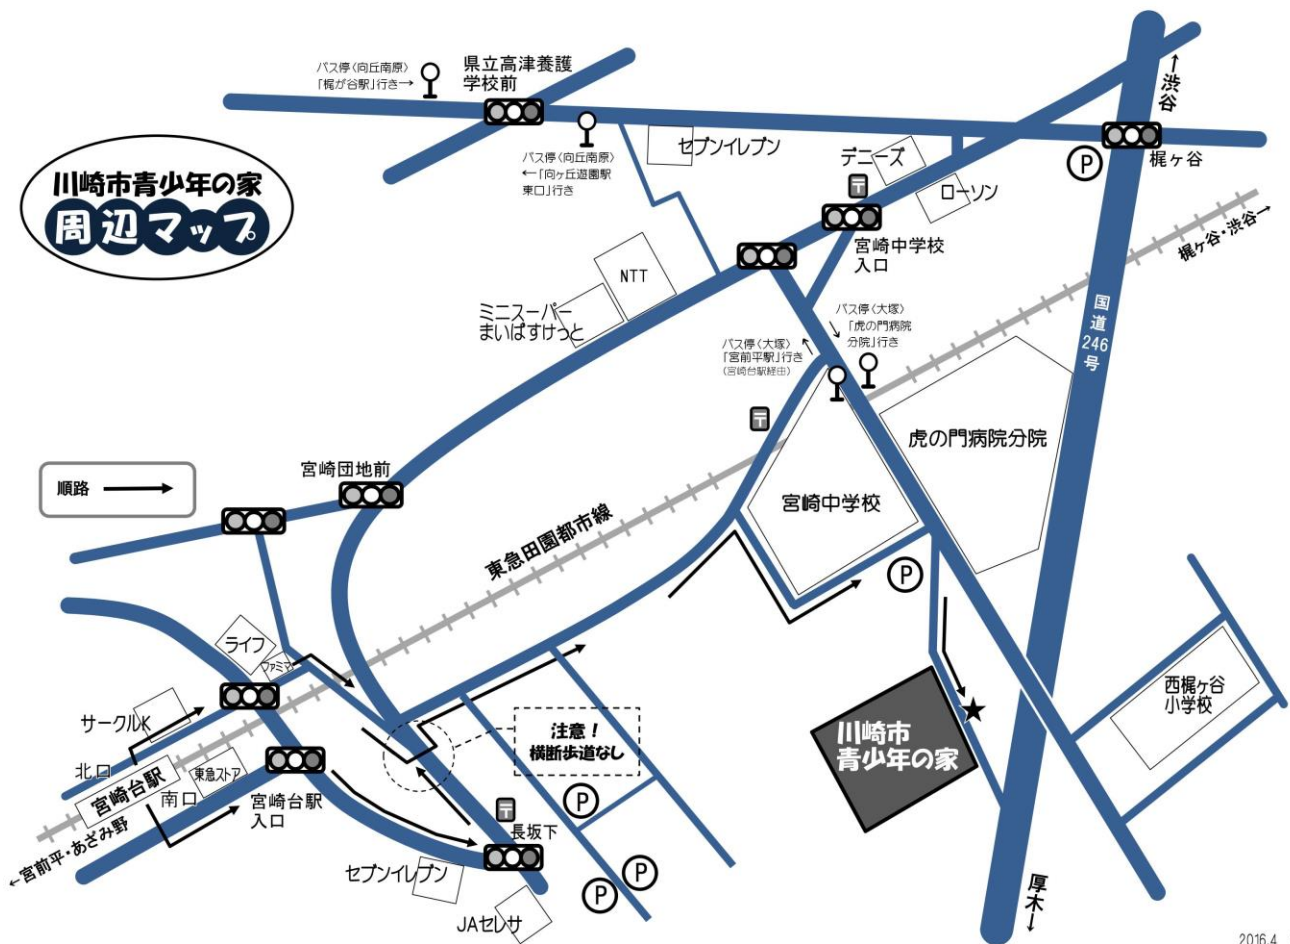 バス停〈向丘南原〉
「梶が谷駅」行き→
県立高津養護
学校前
↑渋谷
バス停〈向丘南原〉
←「向ヶ丘遊園駅
東口」行き
セブンイレブン
デニーズ
P
梶ヶ谷
川崎市青少年の家
周辺マップ
〒
ローソン
宮崎中学校
入口
梶ヶ谷・渋谷→
NTT
ミニスーパー
まいばすけっと
バス停〈大塚〉
「虎の門病院
分院」行き
バス停〈大塚〉
「宮前平駅」行き
(宮崎台駅経由)
国道246号
〒
虎の門病院分院
宮崎団地前
順路
宮崎中学校
東急田園都市線
P
ライフ
ファミマ
西梶ヶ谷
小学校
サークルK
注意！
横断歩道なし
川崎市
青少年の家
★
北口
宮崎台駅
東急ストア
南口
宮崎台駅
入口
P
〒
長坂下
←宮前平・あざみ野
セブンイレブン
P
P
厚木↓
JAセレサ
2016.4